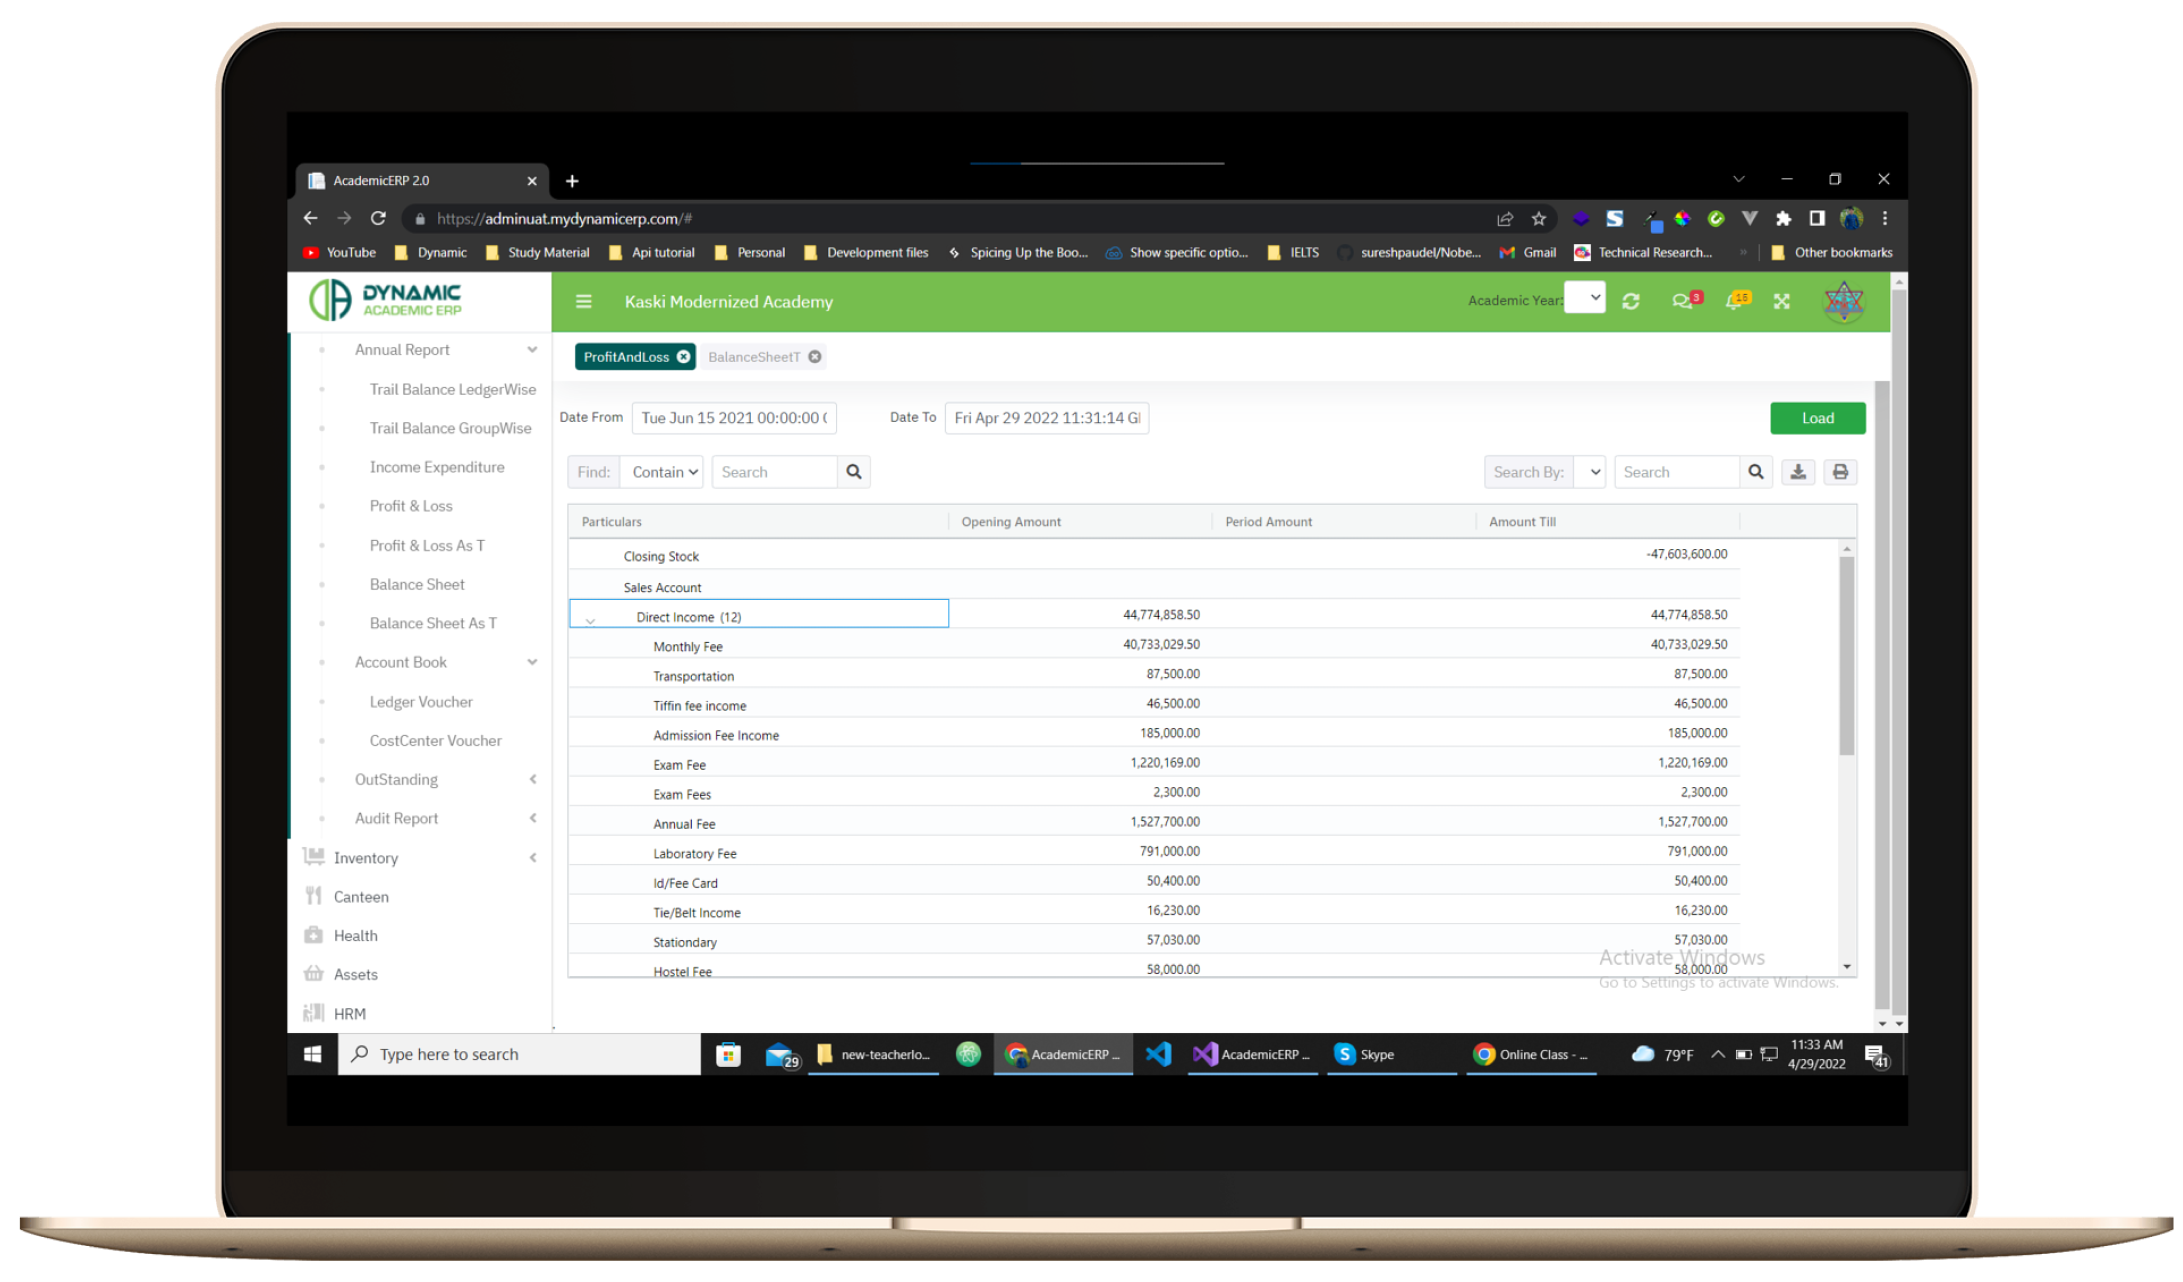 AcademicERP 2.0
https://adminuat.mydynamicerp.com/#
YouTube Dynamic Study Material Api tutorial Personal Development files Spicing Up the Boo... Show specific optio... IELTS sureshpaudel/Nobe... Gmail Technical Research... » Other bookmarks
DYNAMIC
ACADEMIC ERP
Kaski Modernized Academy
Academic Year:
3
15
Annual Report
Trail Balance LedgerWise
Trail Balance GroupWise
Income Expenditure
Profit & Loss
Profit & Loss As T
Balance Sheet
Balance Sheet As T
Account Book
Ledger Voucher
CostCenter Voucher
OutStanding
Audit Report
Inventory
Canteen
Health
Assets
HRM
ProfitAndLoss BalanceSheetT
Date From Tue Jun 15 2021 00:00:00 Date To Fri Apr 29 2022 11:31:14 Load
Find: Contain Search Search By: Search
Particulars Opening Amount Period Amount Amount Till
Closing Stock -47,603,600.00
Sales Account
Direct Income (12) 44,774,858.50 44,774,858.50
Monthly Fee 40,733,029.50 40,733,029.50
Transportation 87,500.00 87,500.00
Tiffin fee income 46,500.00 46,500.00
Admission Fee Income 185,000.00 185,000.00
Exam Fee 1,220,169.00 1,220,169.00
Exam Fees 2,300.00 2,300.00
Annual Fee 1,527,700.00 1,527,700.00
Laboratory Fee 791,000.00 791,000.00
Id/Fee Card 50,400.00 50,400.00
Tie/Belt Income 16,230.00 16,230.00
Stationdary 57,030.00 57,030.00
Hostel Fee 58,000.00 58,000.00
Activate Windows
Go to Settings to activate Windows.
Type here to search
29
new-teacherlo...
AcademicERP ...
AcademicERP ...
Skype
Online Class - ...
79°F
11:33 AM
4/29/2022
41